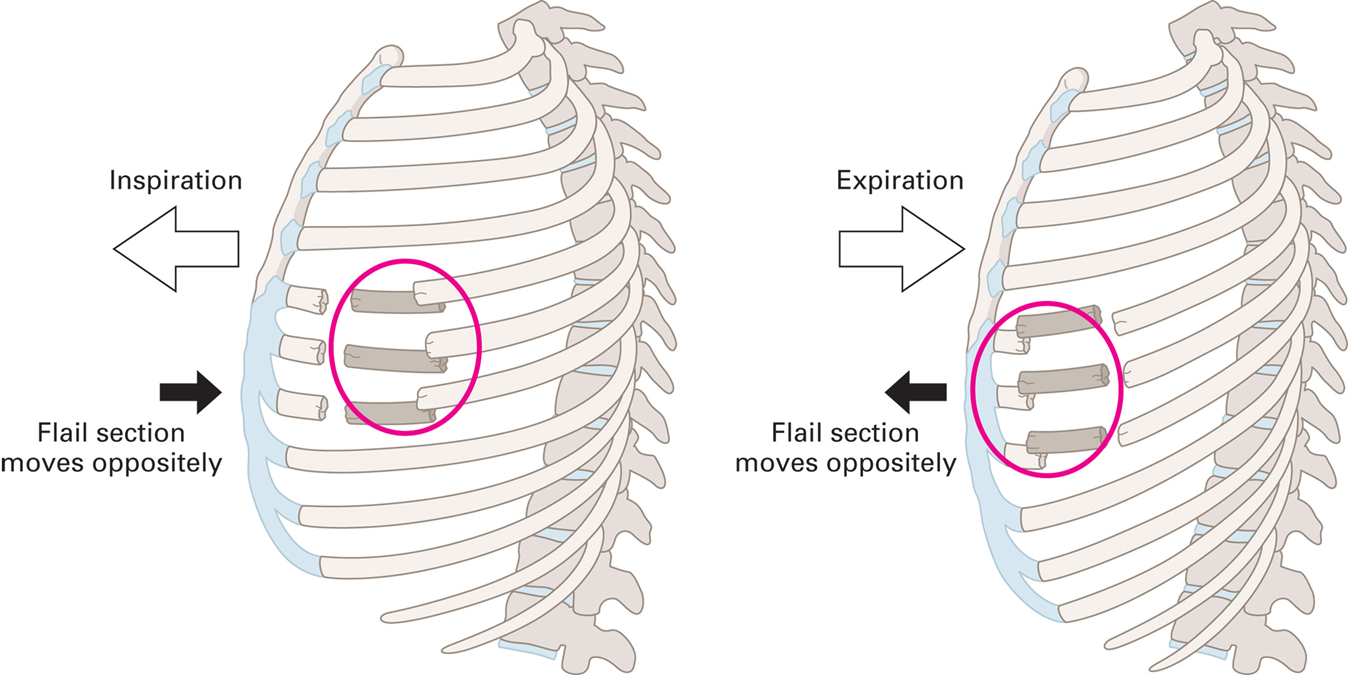 Inspiration
Flail section
moves oppositely
Expiration
Flail section
moves oppositely